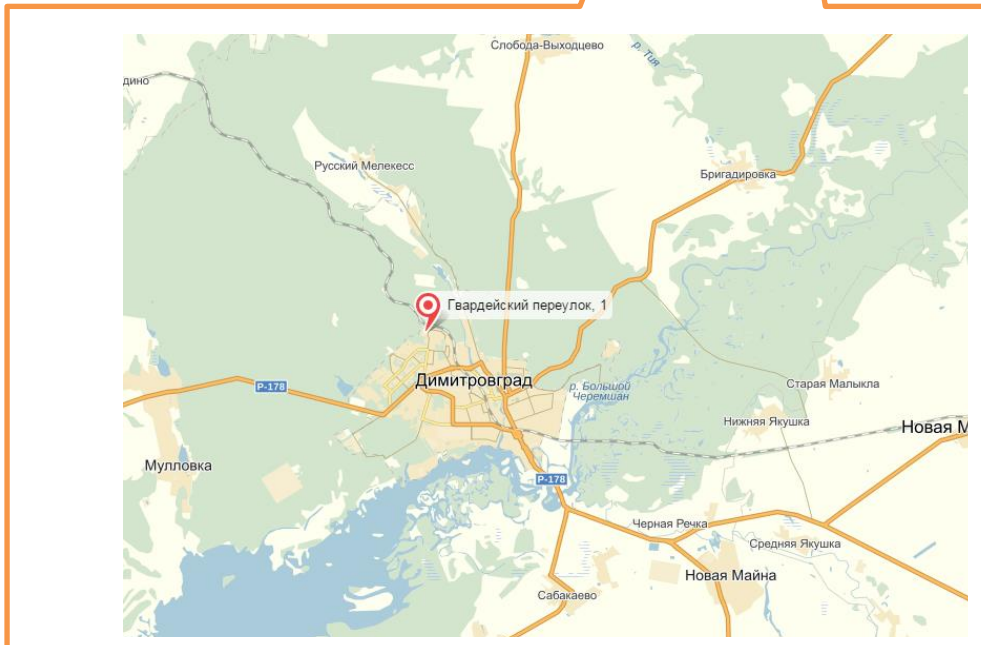 Слобода-Выходцево
р. Тия
дино
Русский Мелекесс
Бригадировка
Гвардейский переулок, 1
Димитровград
Р-178
р. Большой
Черемшан
Старая Малыкла
Нижняя Якушка
Новая М
Мулловка
Р-178
Черная Речка
Средняя Якушка
Новая Майна
Сабакаево